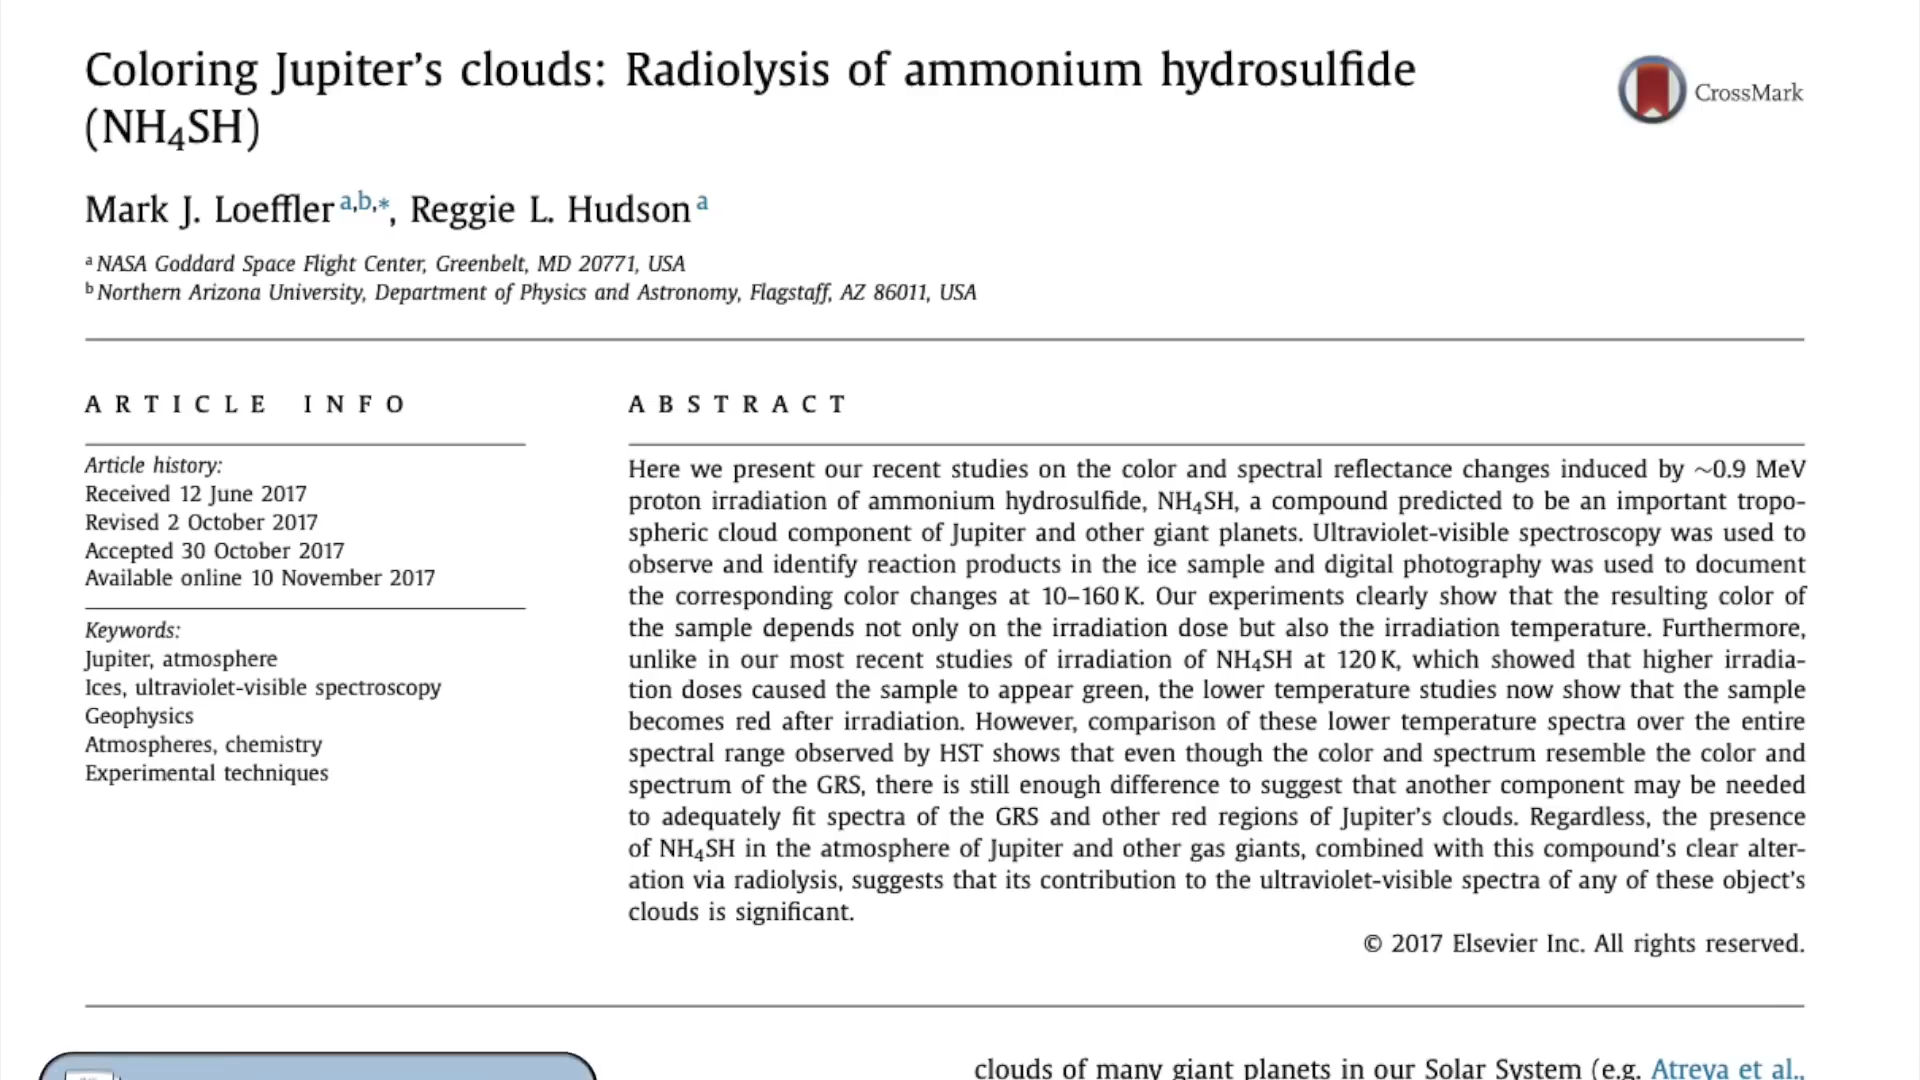 Coloring Jupiter’s clouds: Radiolysis of ammonium hydrosulfide
(NH₄SH)
CrossMark
Mark J. Loeffler a,b,*, Reggie L. Hudson a
a NASA Goddard Space Flight Center, Greenbelt, MD 20771, USA
b Northern Arizona University, Department of Physics and Astronomy, Flagstaff, AZ 86011, USA
ARTICLE INFO
Article history:
Received 12 June 2017
Revised 2 October 2017
Accepted 30 October 2017
Available online 10 November 2017
Keywords:
Jupiter, atmosphere
Ices, ultraviolet-visible spectroscopy
Geophysics
Atmospheres, chemistry
Experimental techniques
ABSTRACT
Here we present our recent studies on the color and spectral reflectance changes induced by ~0.9 MeV
proton irradiation of ammonium hydrosulfide, NH₄SH, a compound predicted to be an important tropo-
spheric cloud component of Jupiter and other giant planets. Ultraviolet-visible spectroscopy was used to
observe and identify reaction products in the ice sample and digital photography was used to document
the corresponding color changes at 10–160 K. Our experiments clearly show that the resulting color of
the sample depends not only on the irradiation dose but also the irradiation temperature. Furthermore,
unlike in our most recent studies of irradiation of NH₄SH at 120 K, which showed that higher irradia-
tion doses caused the sample to appear green, the lower temperature studies now show that the sample
becomes red after irradiation. However, comparison of these lower temperature spectra over the entire
spectral range observed by HST shows that even though the color and spectrum resemble the color and
spectrum of the GRS, there is still enough difference to suggest that another component may be needed
to adequately fit spectra of the GRS and other red regions of Jupiter’s clouds. Regardless, the presence
of NH₄SH in the atmosphere of Jupiter and other gas giants, combined with this compound’s clear alter-
ation via radiolysis, suggests that its contribution to the ultraviolet-visible spectra of any of these object’s
clouds is significant.
© 2017 Elsevier Inc. All rights reserved.
clouds of many giant planets in our Solar System (e.g. Atreya et al.,